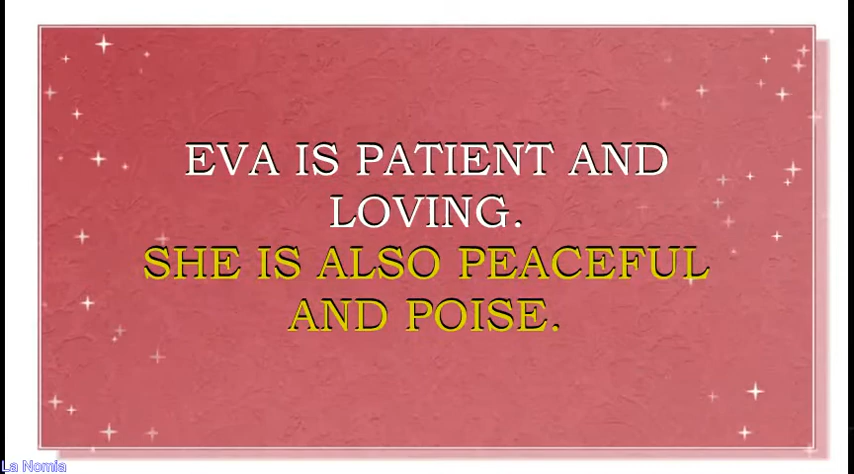 EVA IS PATIENT AND
LOVING.
SHE IS ALSO PEACEFUL
AND POISE.
La Nomia